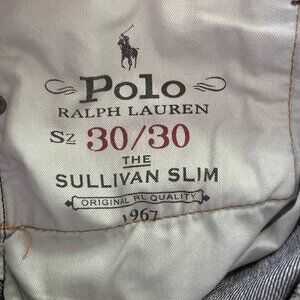 Polo
RALPH LAUREN
Sz 30/30
THE
SULLIVAN SLIM
ORIGINAL RL QUALITY
1967